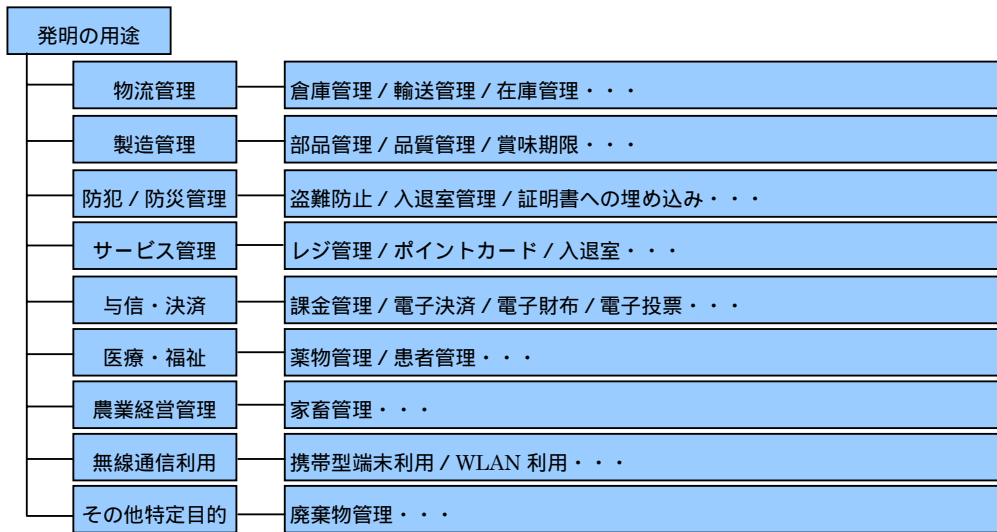 発明の用途
物流管理 倉庫管理 / 輸送管理 / 在庫管理・・・
製造管理 部品管理 / 品質管理 / 賞味期限・・・
防犯 / 防災管理 盗難防止 / 入退室管理 / 証明書への埋め込み・・・
サービス管理 レジ管理 / ポイントカード / 入退室・・・
与信・決済 課金管理 / 電子決済 / 電子財布 / 電子投票・・・
医療・福祉 薬物管理 / 患者管理・・・
農業経営管理 家畜管理・・・
無線通信利用 携帯型端末利用 / WLAN 利用・・・
その他特定目的 廃棄物管理・・・